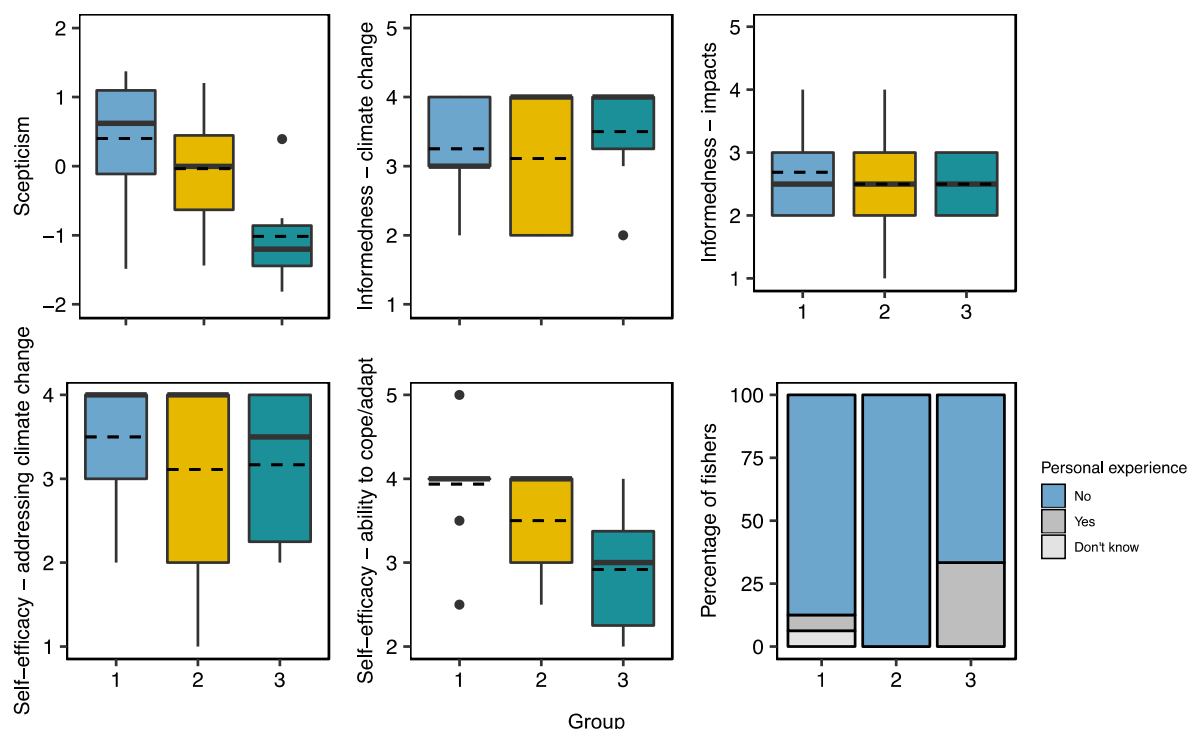 Scepticism
2
1
0
−1
−2
Informedness − climate change
5
4
3
2
1
Informedness − impacts
5
4
3
2
1
1 2 3
Self−efficacy − addressing climate change
4
3
2
1
1 2 3
Self−efficacy − ability to cope/adapt
5
4
3
2
1 2 3
Percentage of fishers
100
75
50
25
0
1 2 3
Personal experience
No
Yes
Don't know
Group